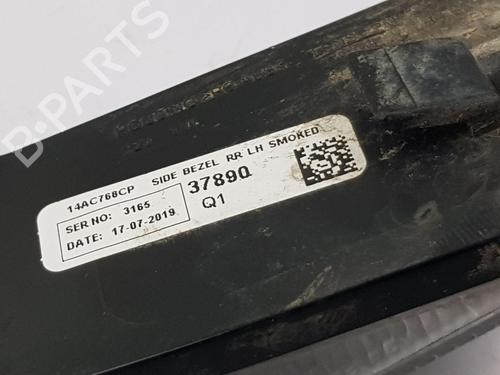 B-PARTS
14AC768CP SIDE BEZEL RR LH SMOKED
SER NO: 3165
DATE: 17-07-2019
37890
Q1